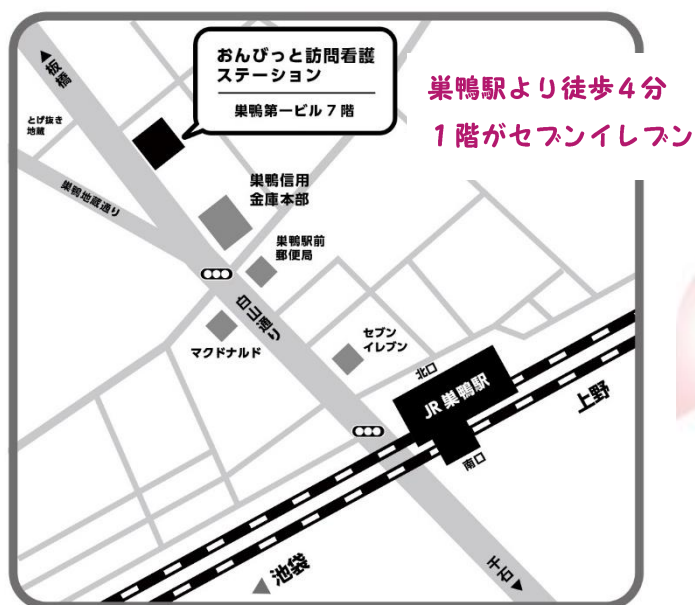 おんびっと訪問看護
ステーション
巣鴨第一ビル7階
巣鴨駅より徒歩4分
1階がセブンイレブン
板橋
とげ抜き
地蔵
巣鴨地蔵通り
巣鴨信用
金庫本部
巣鴨駅前
郵便局
白山通り
マクドナルド
セブン
イレブン
北口
JR 巣鴨駅
上野
南口
池袋
千石